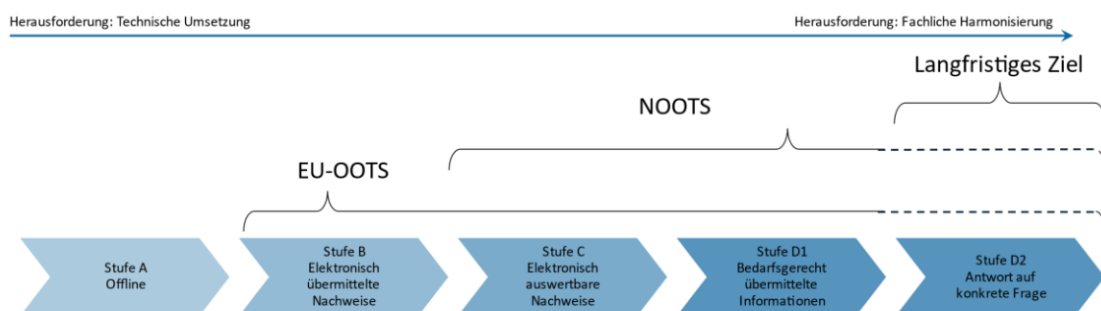 Herausforderung: Technische Umsetzung
Herausforderung: Fachliche Harmonisierung
Langfristiges Ziel
NOOTS
EU-OOTS
Stufe A
Offline
Stufe B
Elektronisch
übermittelte
Nachweise
Stufe C
Elektronisch
auswertbare
Nachweise
Stufe D1
Bedarfsgerecht
übermittelte
Informationen
Stufe D2
Antwort auf
konkrete Frage